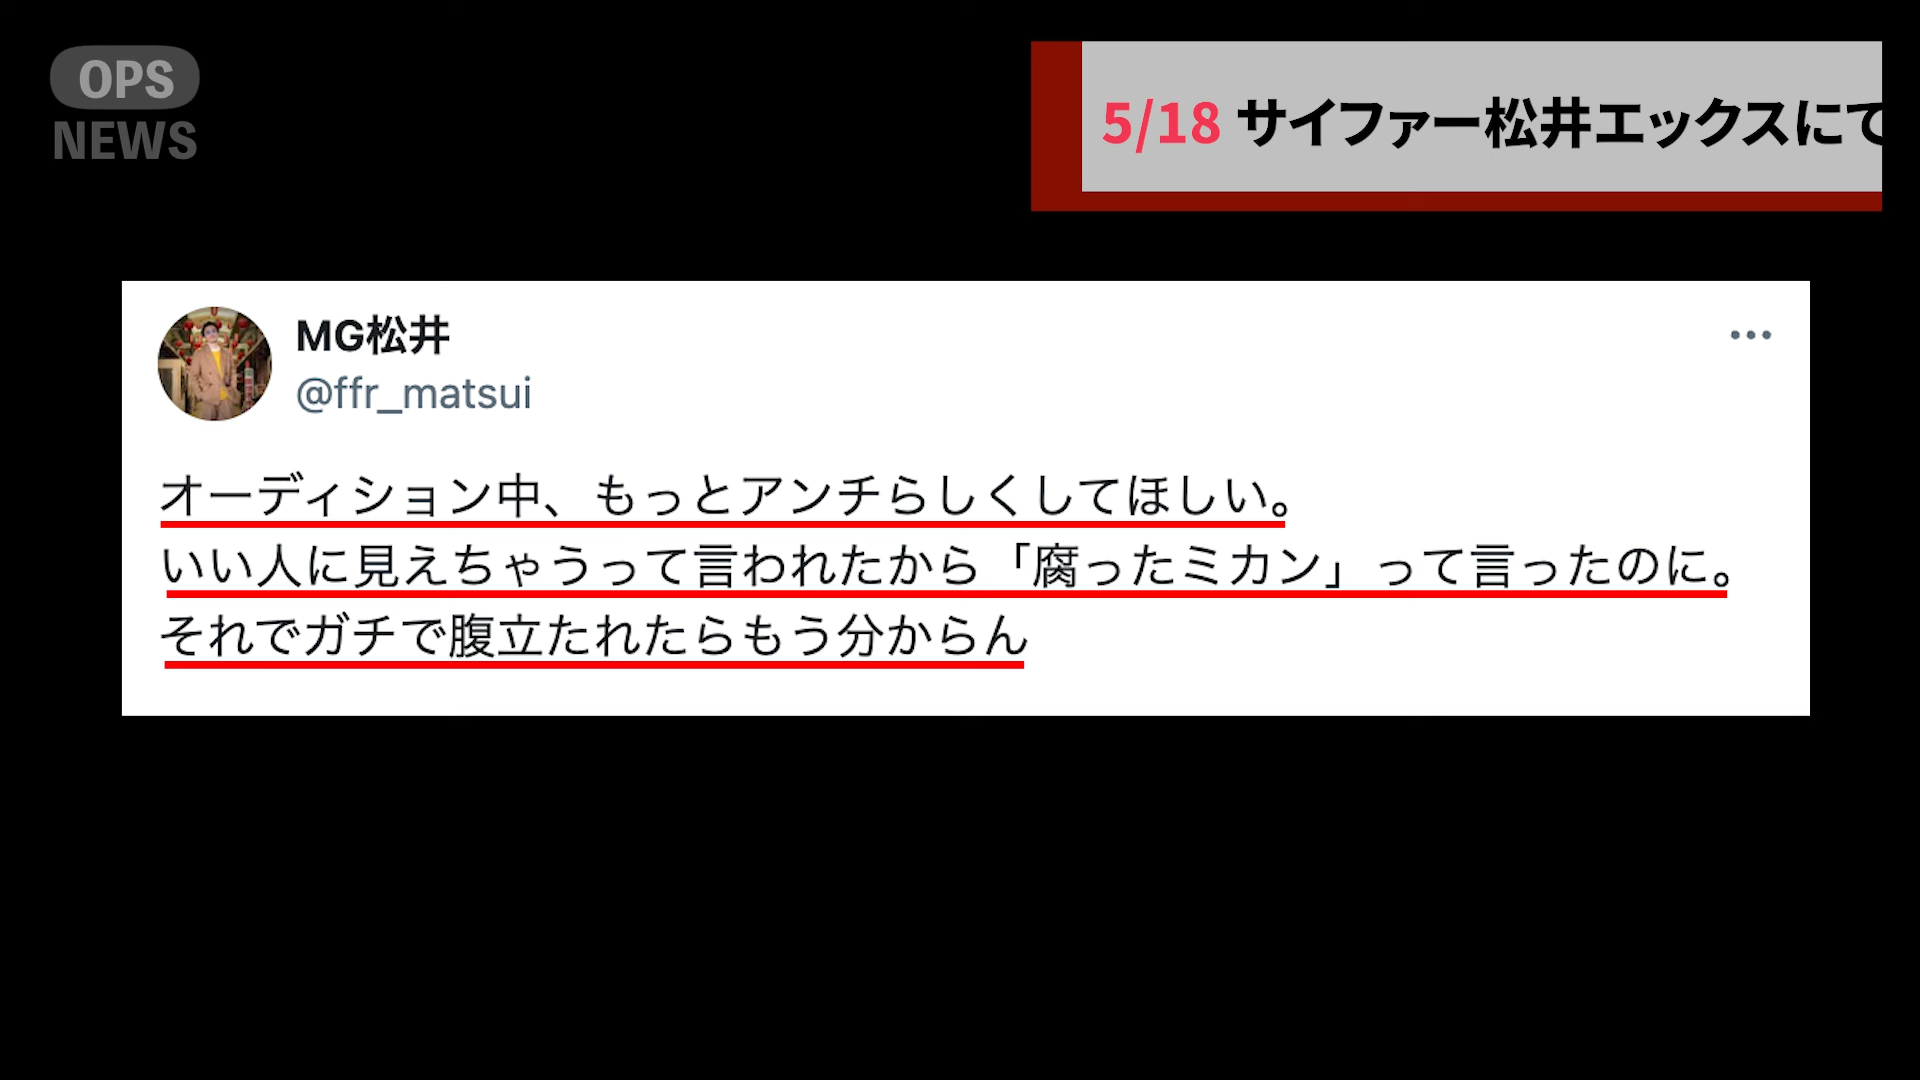 OPS
NEWS
5/18 サイファー松井エックスにて
MG松井
@ffr_matsui
オーディション中、もっとアンチらしくしてほしい。
いい人に見えちゃうって言われたから「腐ったミカン」って言ったのに。
それでガチで腹立たれたらもう分からん